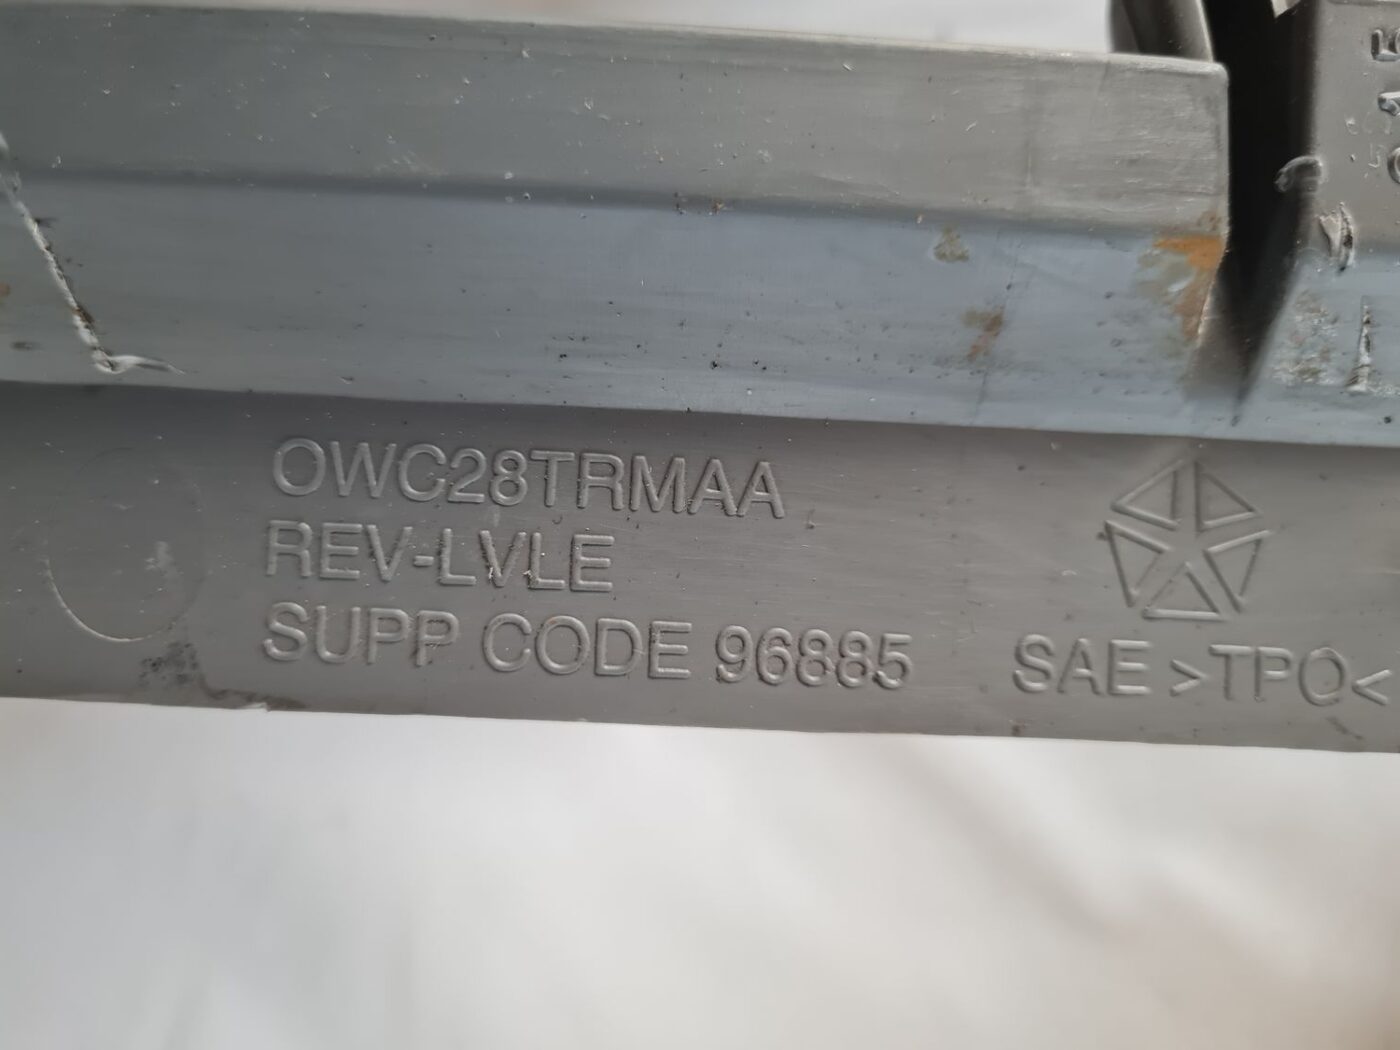 OWC28TRMAA
REV-LVLE
SUPP CODE 96885
SAE >TPO<